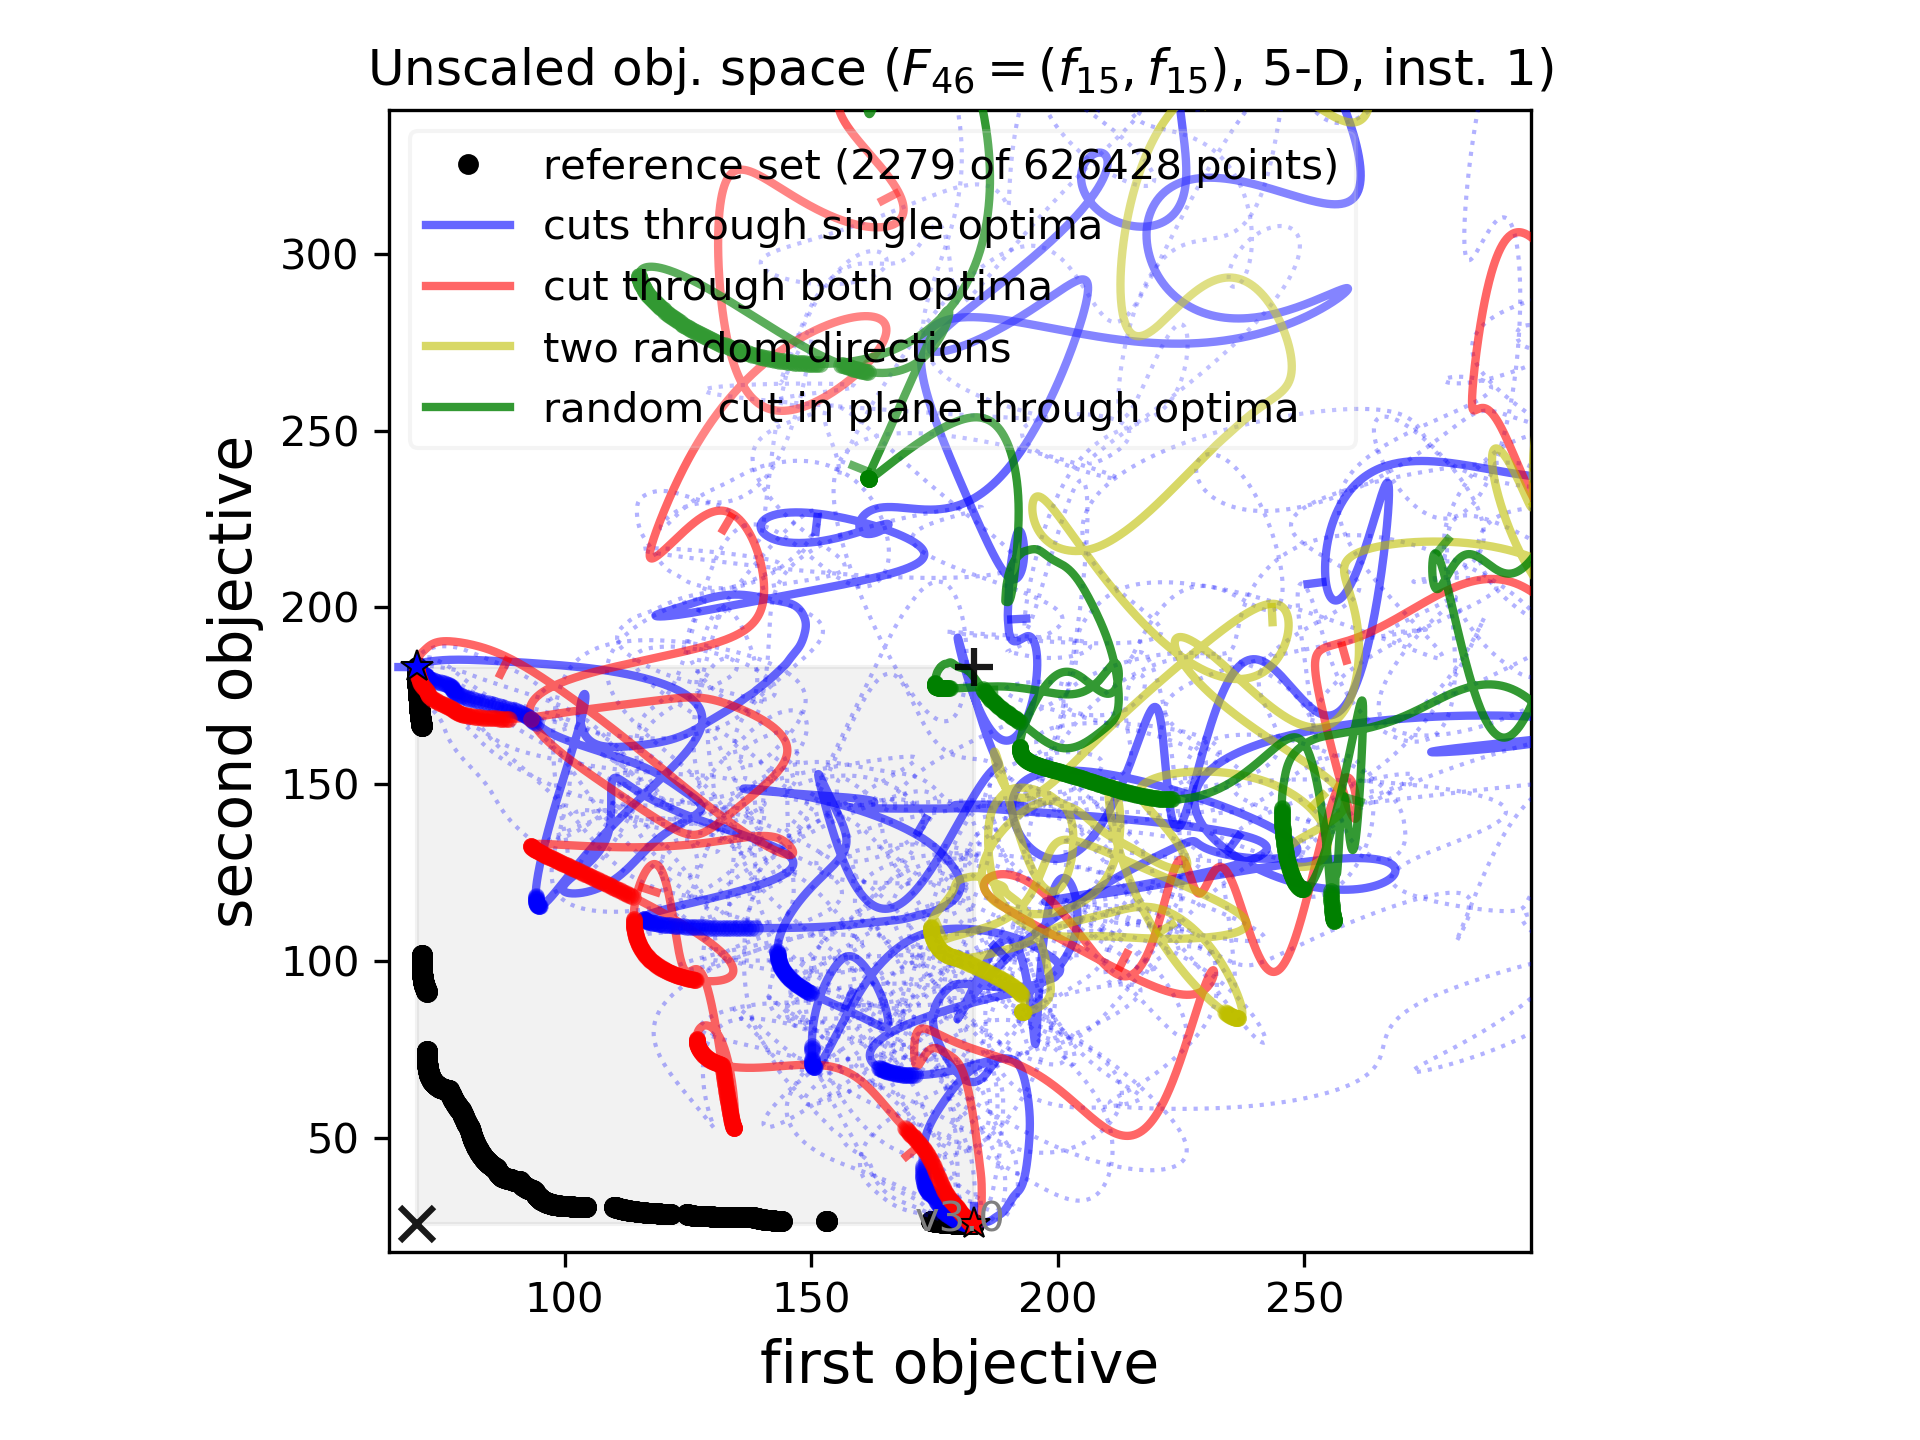 Unscaled obj. space (F₄₆ = (f₁₅, f₁₅), 5-D, inst. 1)
reference set (2279 of 626428 points)
cuts through single optima
cut through both optima
two random directions
random cut in plane through optima
second objective
300
250
200
150
100
50
v3.0
100
150
200
250
first objective